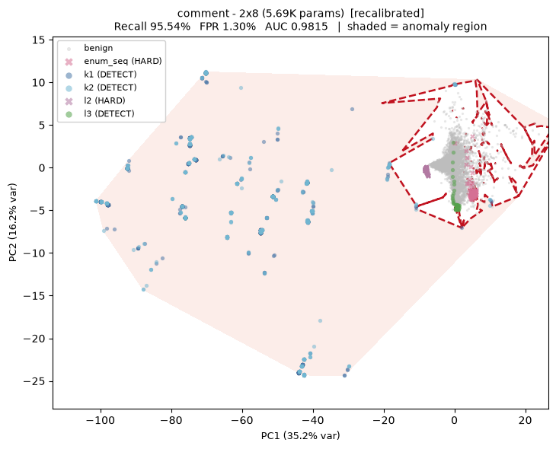 comment - 2x8 (5.69K params)  [recalibrated]
Recall 95.54%  FPR 1.30%  AUC 0.9815  |  shaded = anomaly region
benign
enum_seq (HARD)
k1 (DETECT)
k2 (DETECT)
l2 (HARD)
l3 (DETECT)
15
10
5
0
−5
−10
−15
−20
−25
PC2 (16.2% var)
−100
−80
−60
−40
−20
0
20
PC1 (35.2% var)